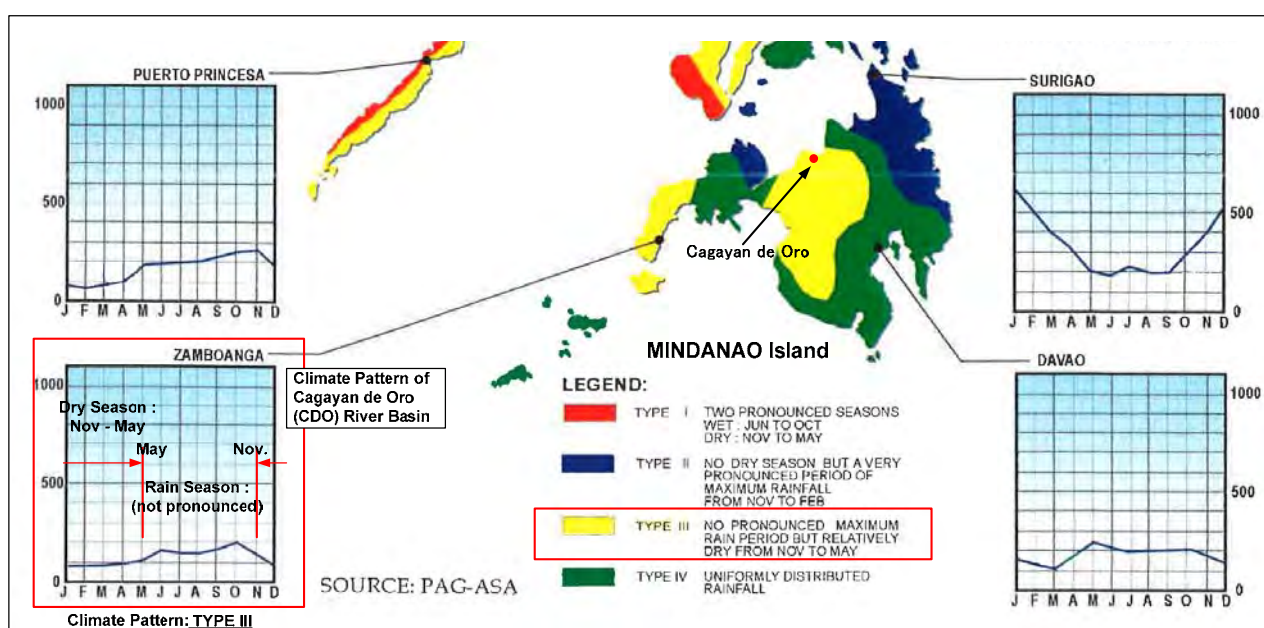 PUERTO PRINCESA
1000
500
0
J F M A M J J A S O N D
SURIGAO
1000
500
0
J F M A M J J A S O N D
Cagayan de Oro
MINDANAO Island
ZAMBOANGA
1000
500
0
Dry Season :
Nov - May
May
Nov.
Rain Season :
(not pronounced)
J F M A M J J A S O N D
Climate Pattern: TYPE III
Climate Pattern of
Cagayan de Oro
(CDO) River Basin
SOURCE: PAG-ASA
LEGEND:
TYPE I TWO PRONOUNCED SEASONS
WET : JUN TO OCT
DRY : NOV TO MAY
TYPE II NO DRY SEASON BUT A VERY
PRONOUNCED PERIOD OF
MAXIMUM RAINFALL
FROM NOV TO FEB
TYPE III NO PRONOUNCED MAXIMUM
RAIN PERIOD BUT RELATIVELY
DRY FROM NOV TO MAY
TYPE IV UNIFORMLY DISTRIBUTED
RAINFALL
DAVAO
1000
500
0
J F M A M J J A S O N D